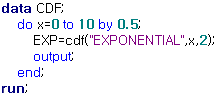 data CDF;
do x=0 to 10 by 0.5;
EXP=cdf("EXPONENTIAL",x,2);
output;
end;
run;